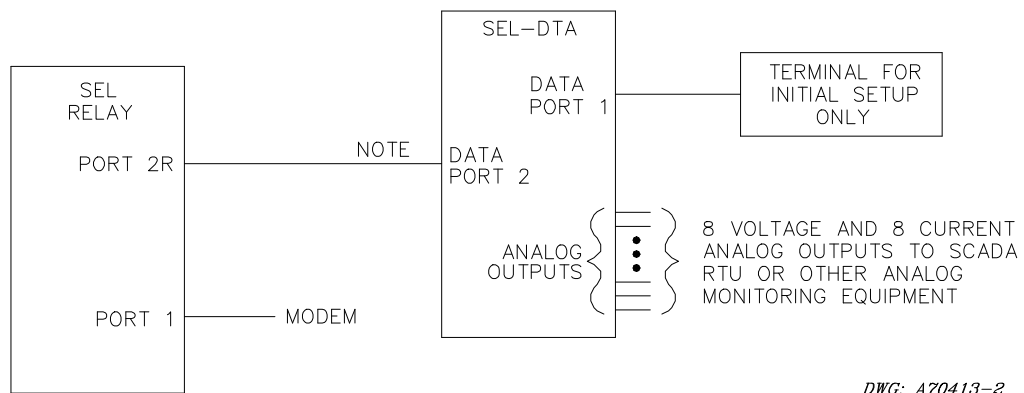 SEL
RELAY
PORT 2R
PORT 1
MODEM
NOTE
SEL-DTA
DATA
PORT 1
DATA
PORT 2
ANALOG
OUTPUTS
TERMINAL FOR
INITIAL SETUP
ONLY
8 VOLTAGE AND 8 CURRENT
ANALOG OUTPUTS TO SCADA
RTU OR OTHER ANALOG
MONITORING EQUIPMENT
DWG: A70413-2